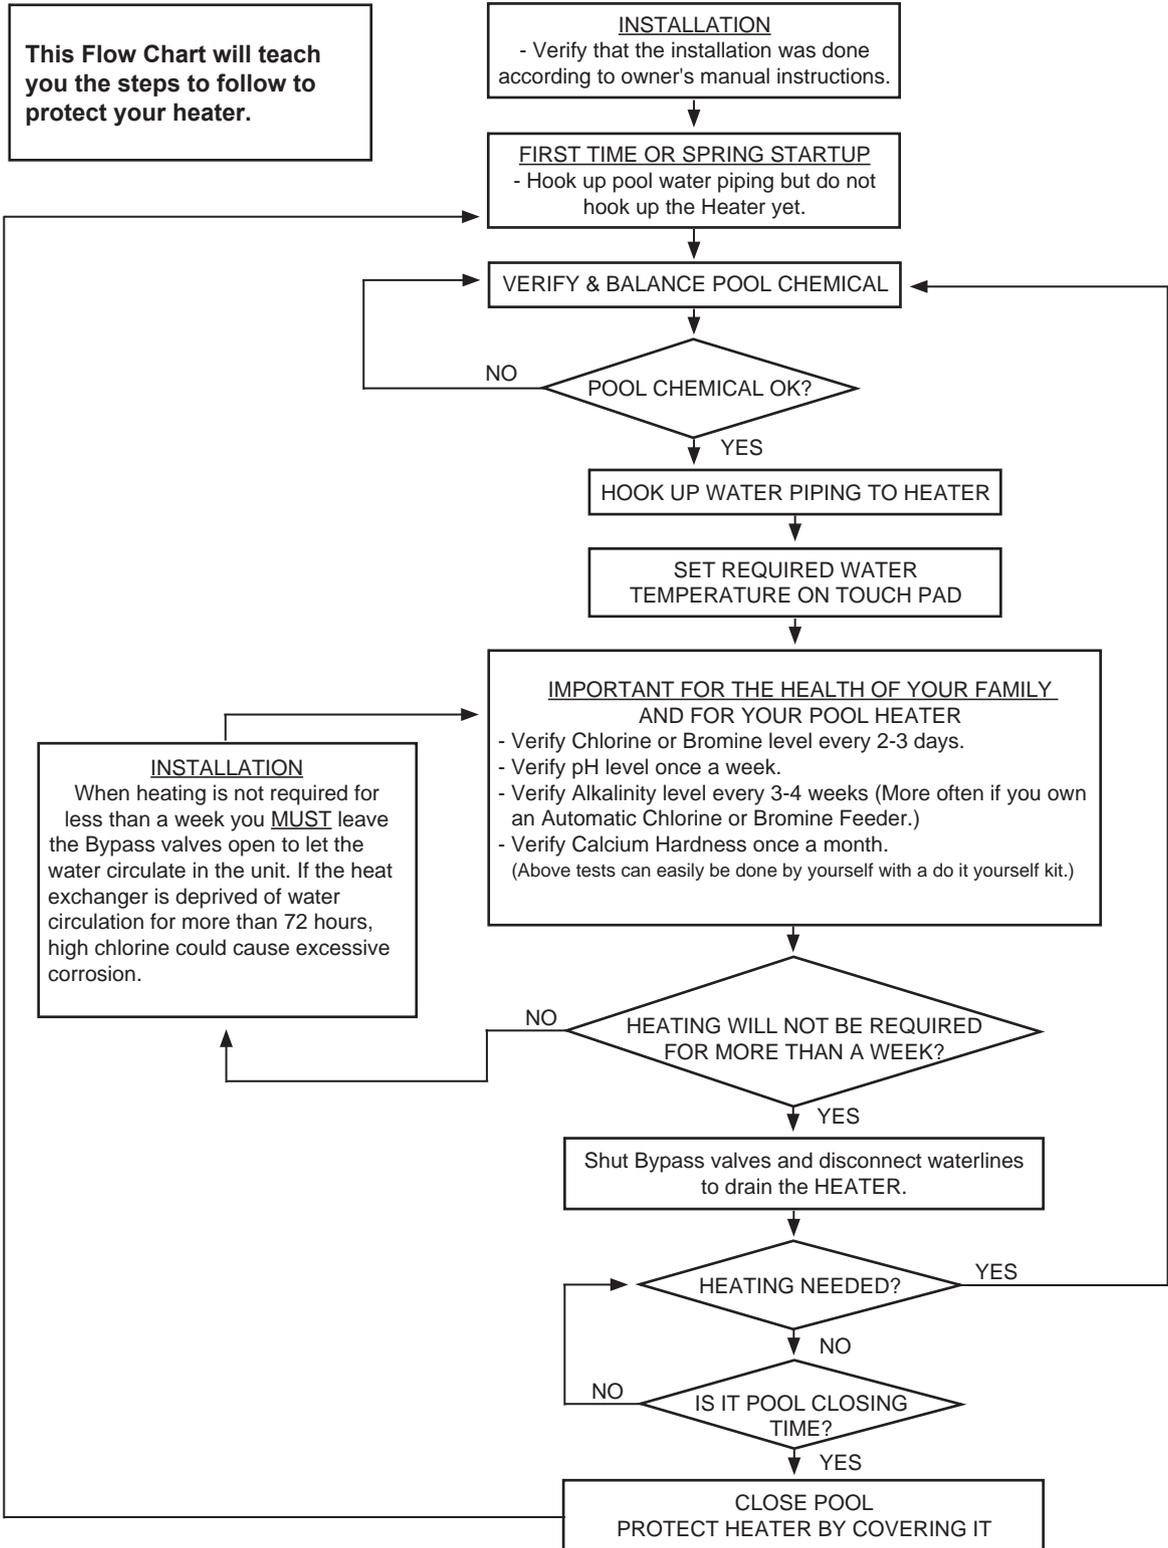 This Flow Chart will teach
you the steps to follow to
protect your heater.
INSTALLATION
- Verify that the installation was done
according to owner's manual instructions.
FIRST TIME OR SPRING STARTUP
- Hook up pool water piping but do not
hook up the Heater yet.
VERIFY & BALANCE POOL CHEMICAL
NO
POOL CHEMICAL OK?
YES
HOOK UP WATER PIPING TO HEATER
SET REQUIRED WATER
TEMPERATURE ON TOUCH PAD
IMPORTANT FOR THE HEALTH OF YOUR FAMILY
AND FOR YOUR POOL HEATER
- Verify Chlorine or Bromine level every 2-3 days.
- Verify pH level once a week.
- Verify Alkalinity level every 3-4 weeks (More often if you own
an Automatic Chlorine or Bromine Feeder.)
- Verify Calcium Hardness once a month.
(Above tests can easily be done by yourself with a do it yourself kit.)
INSTALLATION
When heating is not required for
less than a week you MUST leave
the Bypass valves open to let the
water circulate in the unit. If the heat
exchanger is deprived of water
circulation for more than 72 hours,
high chlorine could cause excessive
corrosion.
NO
HEATING WILL NOT BE REQUIRED
FOR MORE THAN A WEEK?
YES
Shut Bypass valves and disconnect waterlines
to drain the HEATER.
HEATING NEEDED?
YES
NO
NO
IS IT POOL CLOSING
TIME?
YES
CLOSE POOL
PROTECT HEATER BY COVERING IT